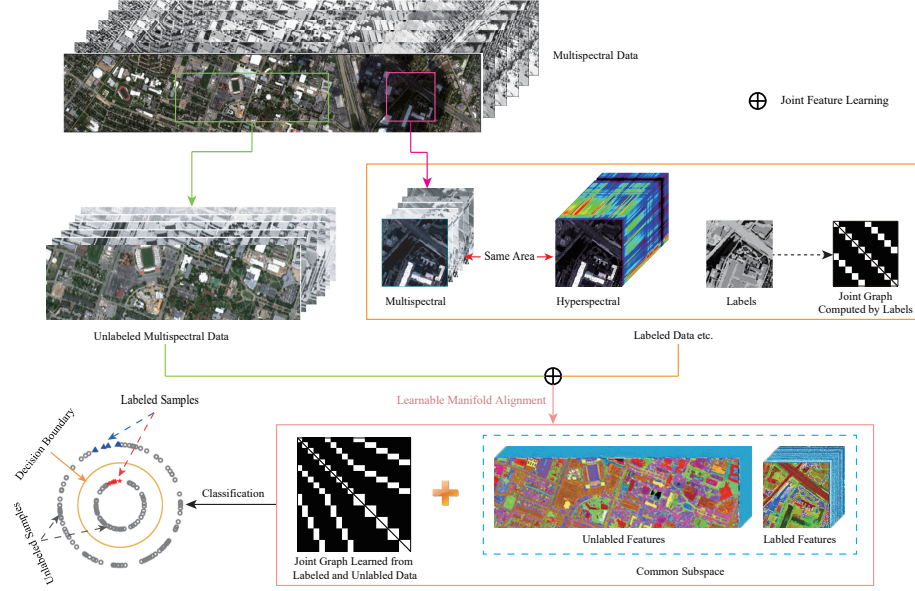 Multispectral Data
Joint Feature Learning
Same Area
Multispectral
Hyperspectral
Labels
Joint Graph
Computed by Labels
Unlabeled Multispectral Data
Labeled Data etc.
Learnable Manifold Alignment
Labeled Samples
Decision Boundary
Unlabeled Samples
Classification
Joint Graph Learned from
Labeled and Unlabled Data
Unlabled Features
Labled Features
Common Subspace